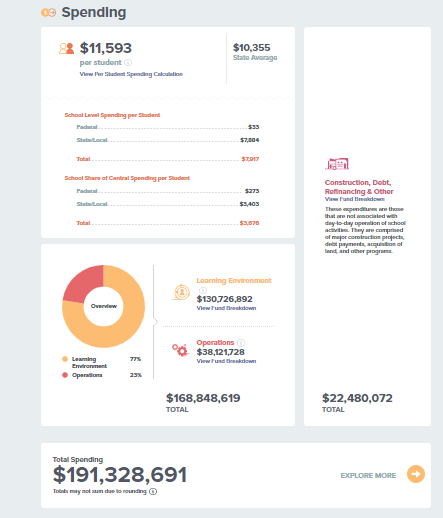 Spending
$11,593
per student
View Per Student Spending Calculation
$10,355
State Average
School Level Spending per Student
Federal $33
State/Local $7,884
Total $7,917
School Share of Central Spending per Student
Federal $273
State/Local $3,403
Total $3,676
Overview
Learning Environment 77%
Operations 23%
Learning Environment
$130,726,892
View Fund Breakdown
Operations
$38,121,728
View Fund Breakdown
$168,848,619
TOTAL
Construction, Debt,
Refinancing & Other
View Fund Breakdown
These expenditures are those
that are not associated with
day-to-day operation of school
activities. They are comprised
of major construction projects,
debt payments, acquisition of
land, and other programs.
$22,480,072
TOTAL
Total Spending
$191,328,691
Totals may not sum due to rounding
EXPLORE MORE